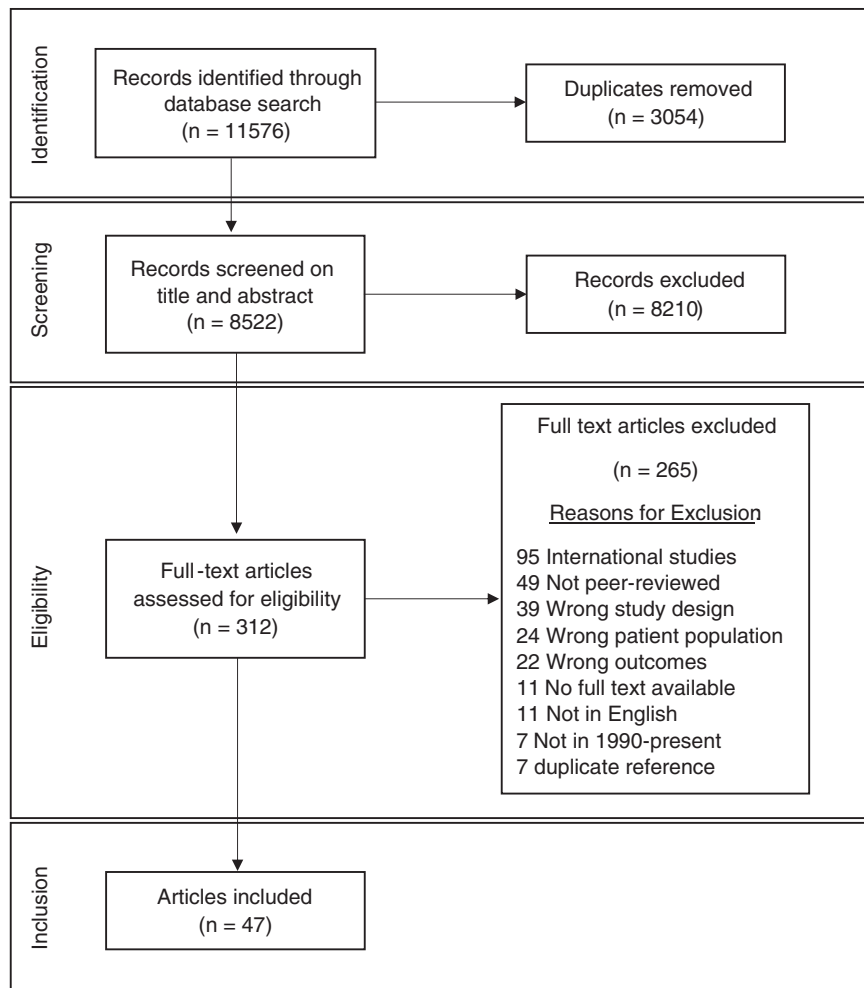 Identification
Records identified through
database search
(n = 11576)
Duplicates removed
(n = 3054)
Screening
Records screened on
title and abstract
(n = 8522)
Records excluded
(n = 8210)
Eligibility
Full-text articles
assessed for eligibility
(n = 312)
Full text articles excluded
(n = 265)
Reasons for Exclusion:
95 International studies
49 Not peer-reviewed
39 Wrong study design
24 Wrong patient population
22 Wrong outcomes
11 No full text available
11 Not in English
7 Not in 1990-present
7 duplicate reference
Inclusion
Articles included
(n = 47)